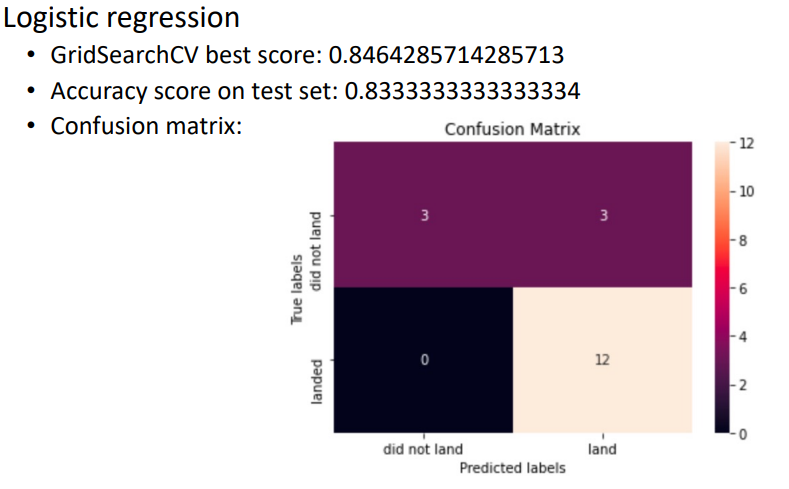 Logistic regression
• GridSearchCV best score: 0.8464285714285713
• Accuracy score on test set: 0.8333333333333334
• Confusion matrix:
Confusion Matrix
True labels
did not land
landed
3
3
0
12
did not land
land
Predicted labels
12
10
8
6
4
2
0